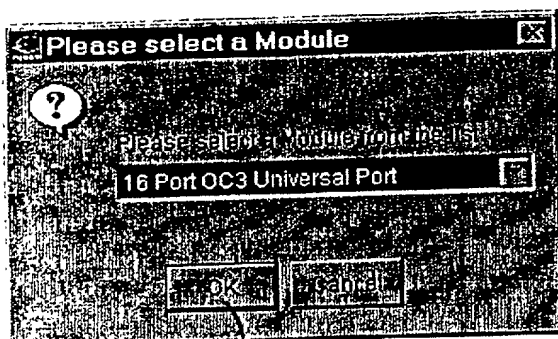 Please select a Module
?
Please select a Module from the list
16 Port OC3 Universal Port
OK Cancel